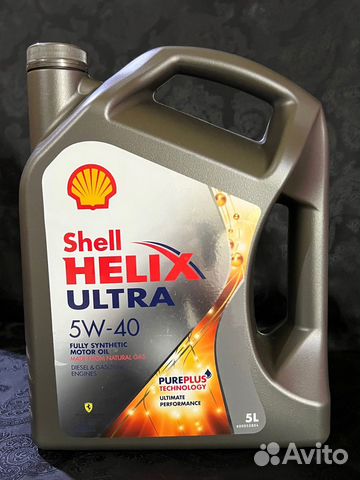 Shell
HELIX
ULTRA
5W-40
FULLY SYNTHETIC
MOTOR OIL
MADE FROM NATURAL GAS
DIESEL & GASOLINE
ENGINES
PUREPLUS
TECHNOLOGY
ULTIMATE
PERFORMANCE
5L
Avito